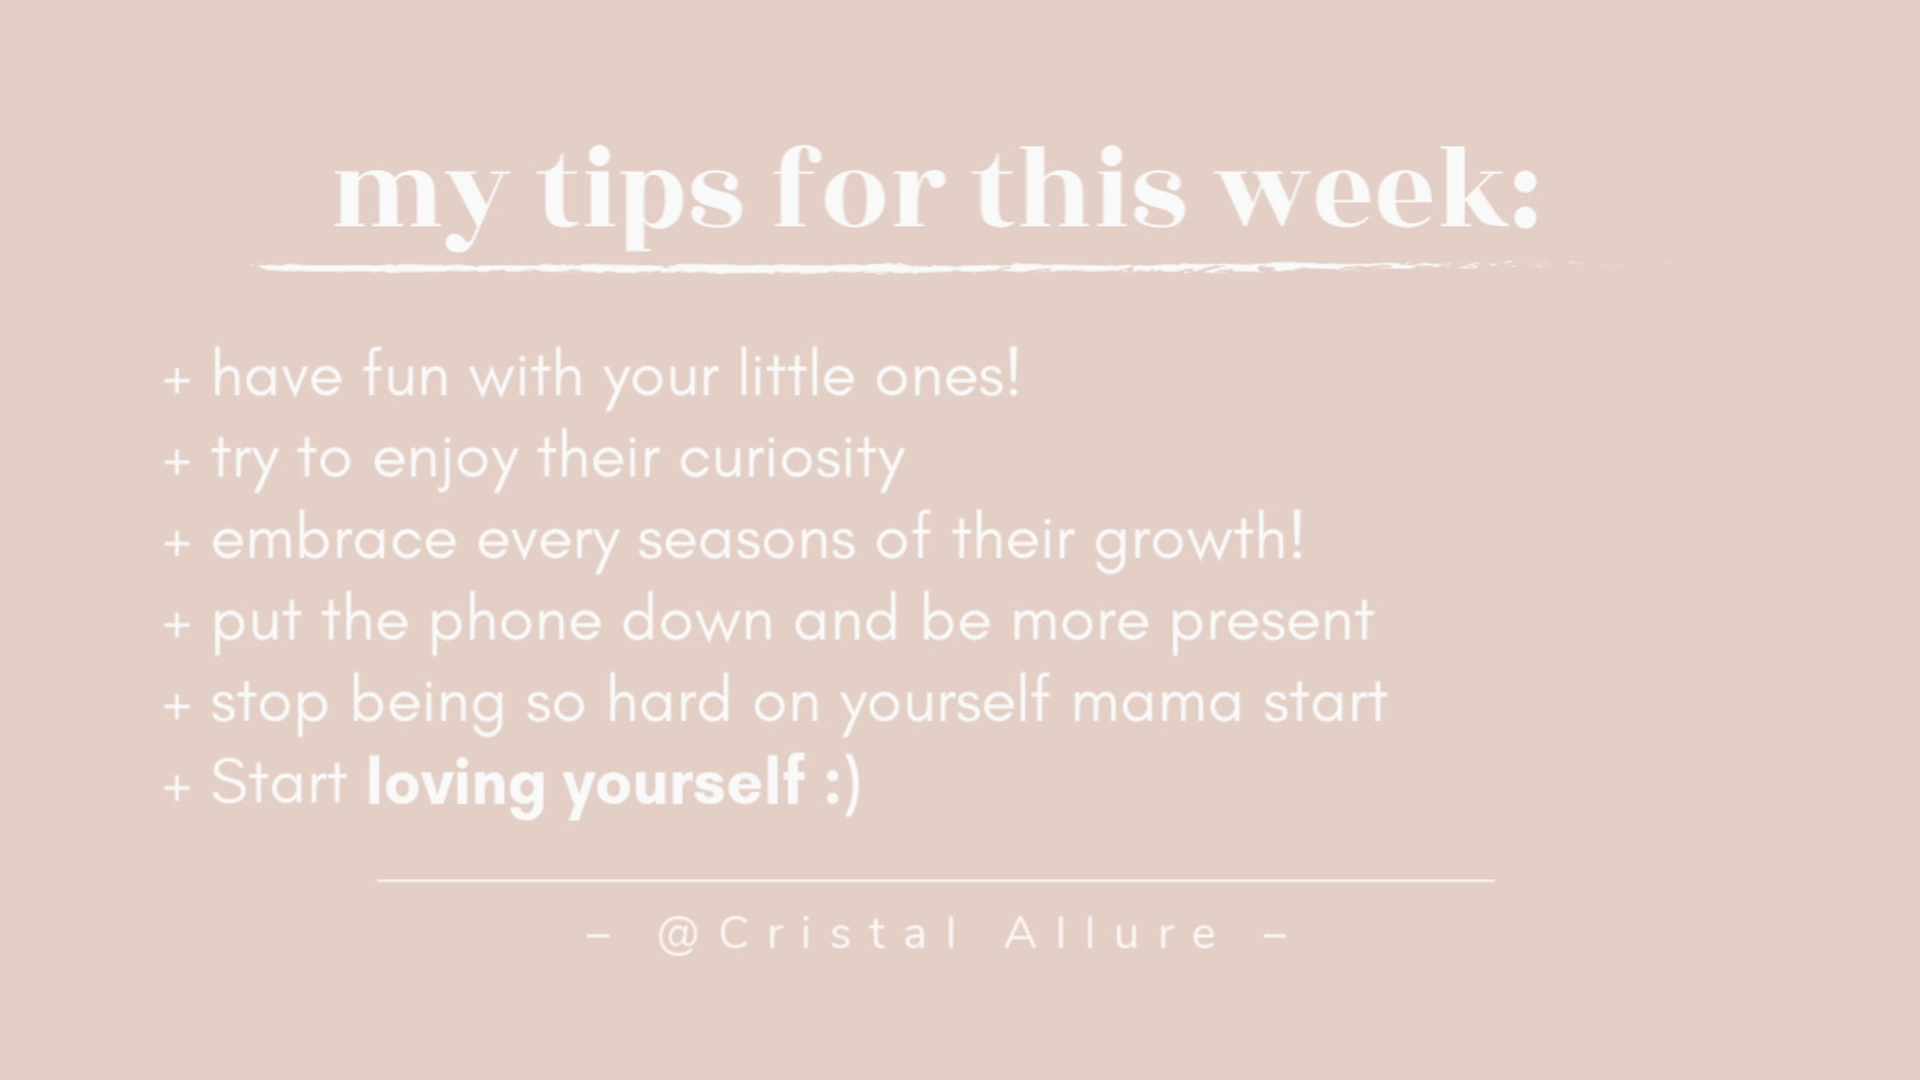 my tips for this week:
+ have fun with your little ones!
+ try to enjoy their curiosity
+ embrace every seasons of their growth!
+ put the phone down and be more present
+ stop being so hard on yourself mama start
+ Start loving yourself :)
– @Cristal Allure –